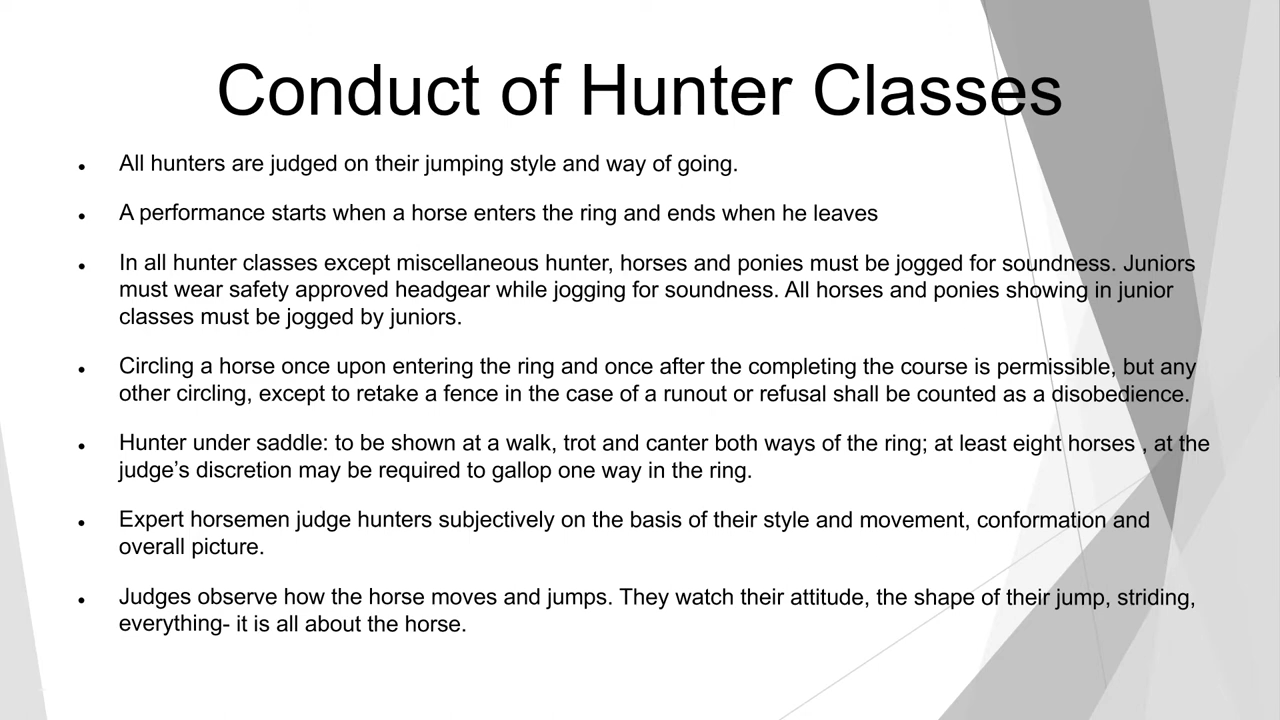 Conduct of Hunter Classes
• All hunters are judged on their jumping style and way of going.
• A performance starts when a horse enters the ring and ends when he leaves
• In all hunter classes except miscellaneous hunter, horses and ponies must be jogged for soundness. Juniors
must wear safety approved headgear while jogging for soundness. All horses and ponies showing in junior
classes must be jogged by juniors.
• Circling a horse once upon entering the ring and once after the completing the course is permissible, but any
other circling, except to retake a fence in the case of a runout or refusal shall be counted as a disobedience.
• Hunter under saddle: to be shown at a walk, trot and canter both ways of the ring; at least eight horses , at the
judge’s discretion may be required to gallop one way in the ring.
• Expert horsemen judge hunters subjectively on the basis of their style and movement, conformation and
overall picture.
• Judges observe how the horse moves and jumps. They watch their attitude, the shape of their jump, striding,
everything- it is all about the horse.